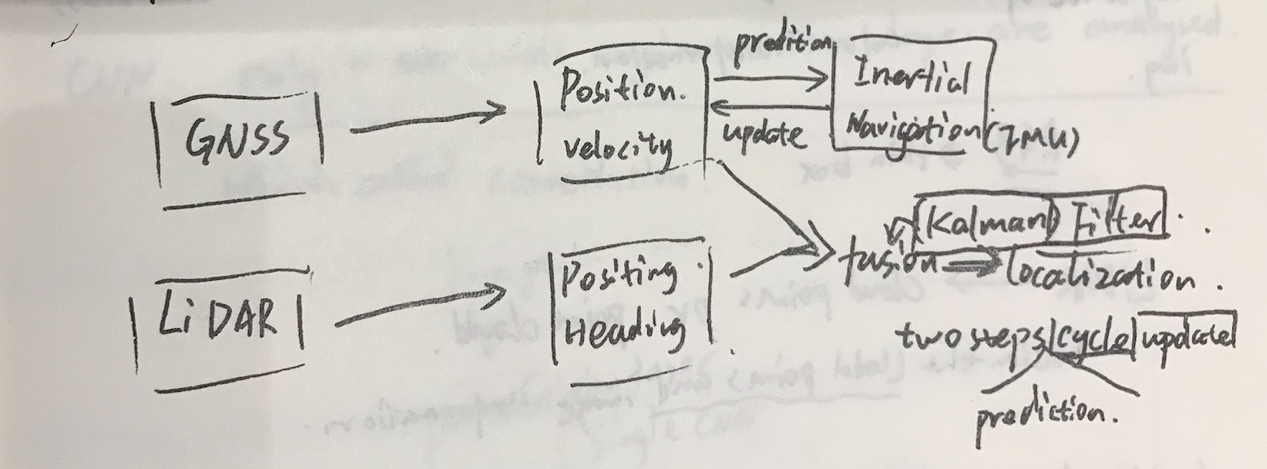 GNSS
Position.
velocity
predition
update
Inertial
Navigation(IMU)
LiDAR
Positing
Heading
Kalman Filter.
fusion ⇒ localization.
two steps cycle update
prediction.